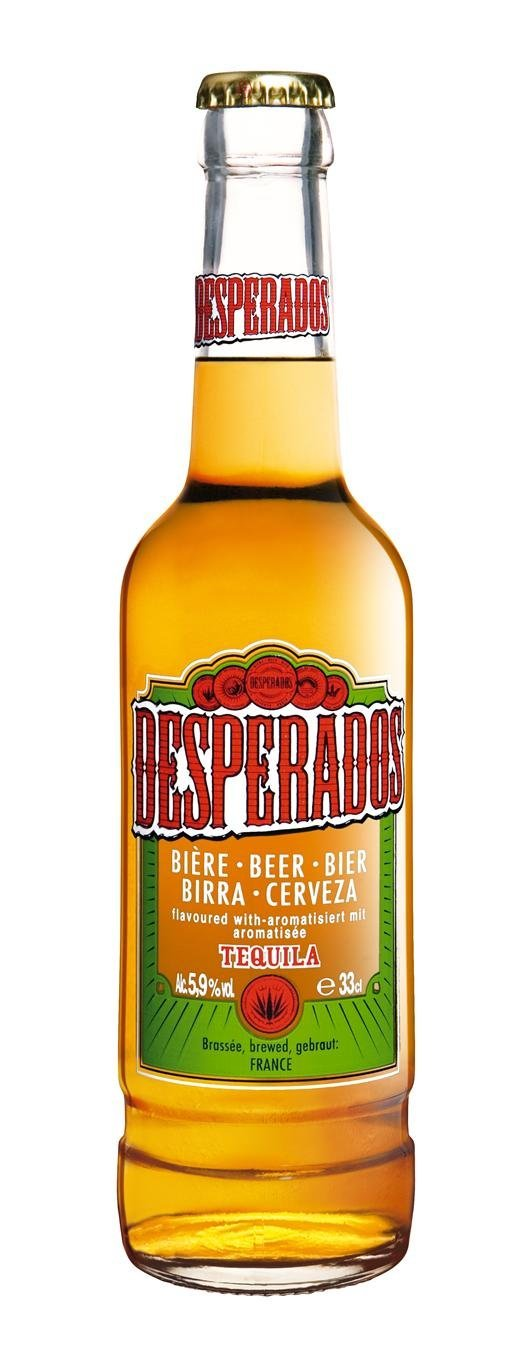 DESPERADOS
DESPERADOS
DESPERADOS
BIÈRE · BEER · BIER
BIRRA · CERVEZA
flavoured with-aromatisiert mit
aromatisée
TEQUILA
Alc. 5,9 % vol. ℮ 33cl
Brassée, brewed, gebraut:
FRANCE